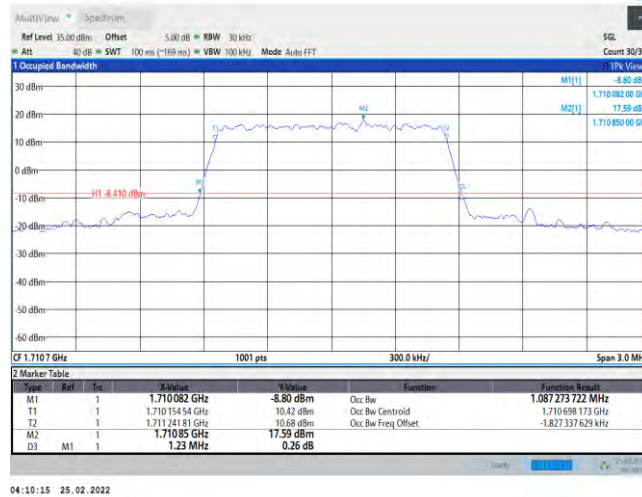 MultiView Spectrum
Ref Level 35.00 dBm Offset 5.00 dB RBW 30 kHz SGL
Att 40 dB SWT 100 ms (~169 ms) VBW 100 kHz Mode Auto FFT Count 30/3
1 Occupied Bandwidth 1Pk View
M1[1] -8.80 dB
30 dBm
1.710 082 00 G
M2 M2[1] 17.59 dB
20 dBm 1.710 850 00 G
T1
10 dBm
0 dBm
M1
H1 -8.410 dBm
-10 dBm
-20 dBm
-30 dBm
-40 dBm
-50 dBm
-60 dBm
CF 1.7107 GHz 1001 pts 300.0 kHz/ Span 3.0 MH
2 Marker Table
Type Ref Trc X-Value Y-Value Function Function Result
M1 1 1.710 082 GHz -8.80 dBm Occ Bw 1.087 273 722 MHz
T1 1 1.710 154 54 GHz 10.42 dBm Occ Bw Centroid 1.710 698 173 GHz
T2 1 1.711 241 81 GHz 10.68 dBm Occ Bw Freq Offset -1.827 337 629 kHz
M2 1 1.710 85 GHz 17.59 dBm
D3 M1 1 1.23 MHz 0.26 dB
04:10:15 25.02.2022